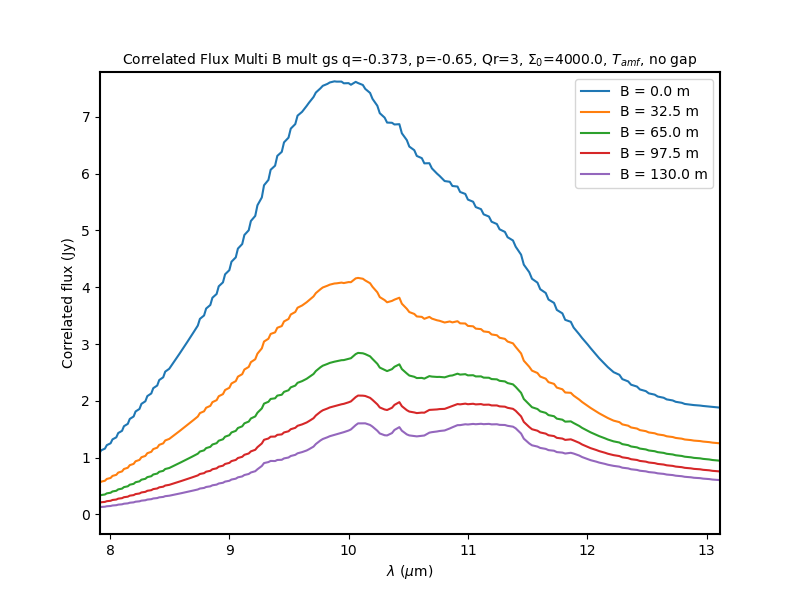 Correlated Flux Multi B mult gs q=-0.373, p=-0.65, Qr=3, Σ₀=4000.0, T_amf, no gap
B = 0.0 m
B = 32.5 m
B = 65.0 m
B = 97.5 m
B = 130.0 m
7
6
5
4
3
2
1
0
Correlated flux (Jy)
8 9 10 11 12 13
λ (μm)